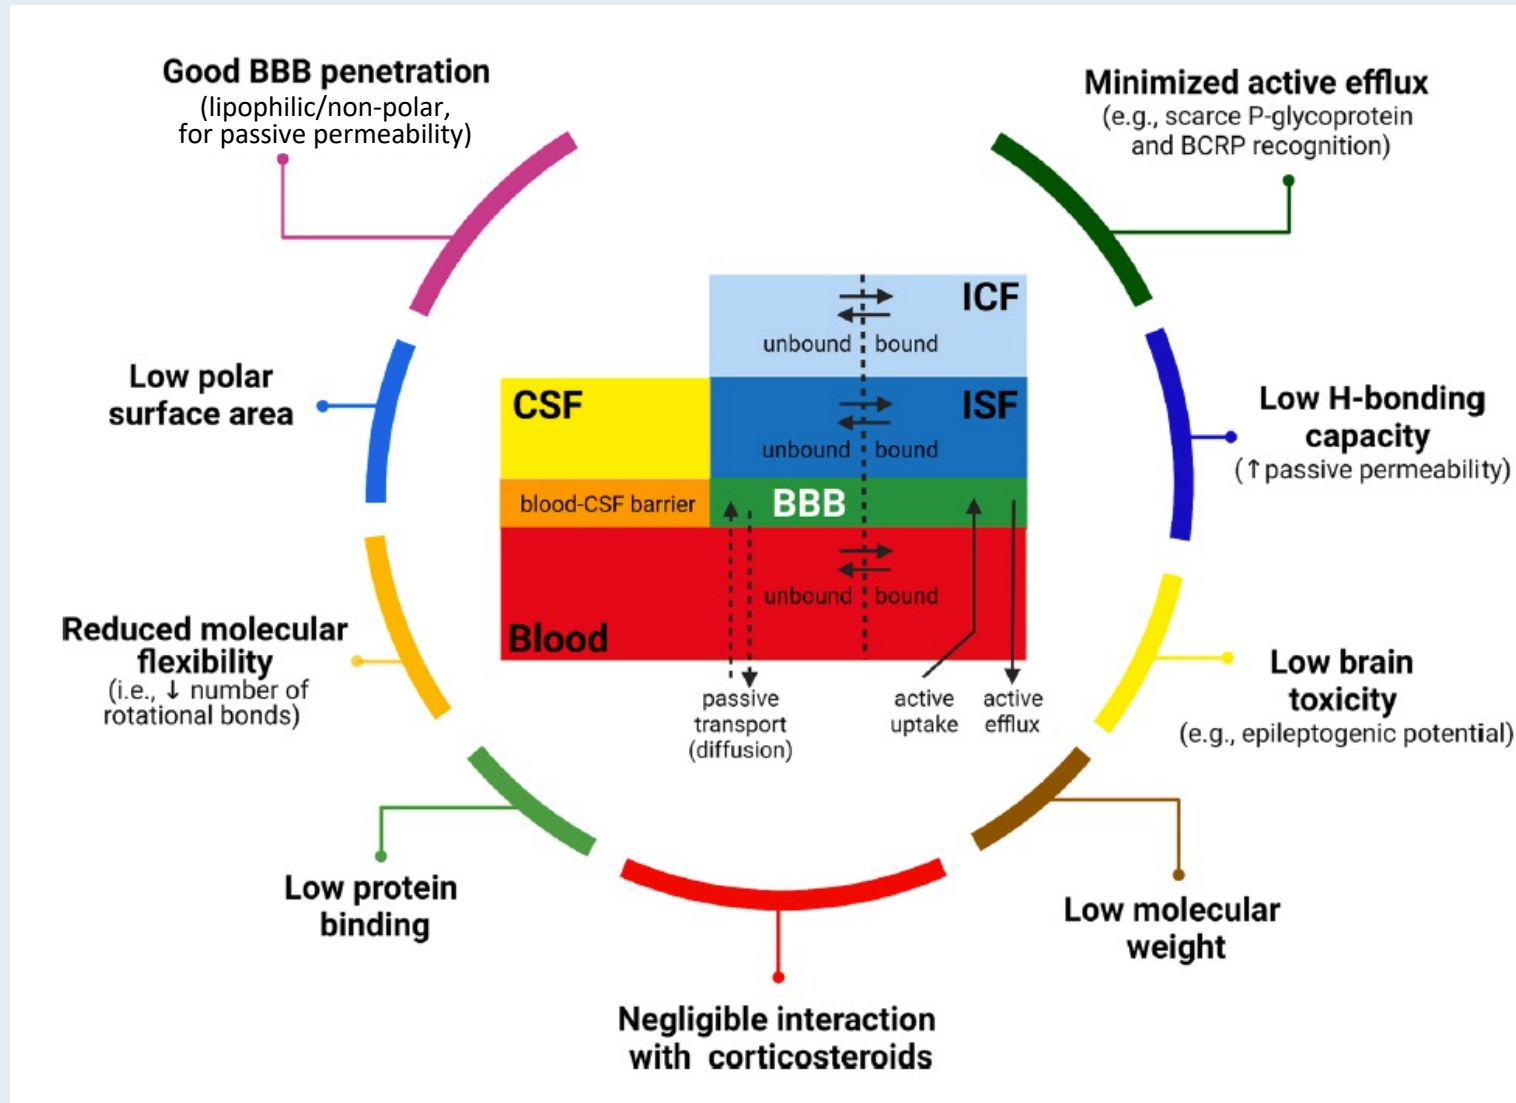 Good BBB penetration
(lipophilic/non-polar,
for passive permeability)
Minimized active efflux
(e.g., scarce P-glycoprotein
and BCRP recognition)
Low polar
surface area
Low H-bonding
capacity
(↑passive permeability)
Reduced molecular
flexibility
(i.e., ↓ number of
rotational bonds)
Low brain
toxicity
(e.g., epileptogenic potential)
Low protein
binding
Low molecular
weight
Negligible interaction
with corticosteroids
ICF
unbound bound
CSF
ISF
unbound bound
blood-CSF barrier
BBB
unbound bound
Blood
passive
transport
(diffusion)
active
uptake
active
efflux